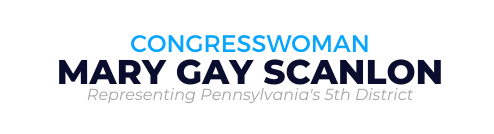 CONGRESSWOMAN
MARY GAY SCANLON
Representing Pennsylvania's 5th District